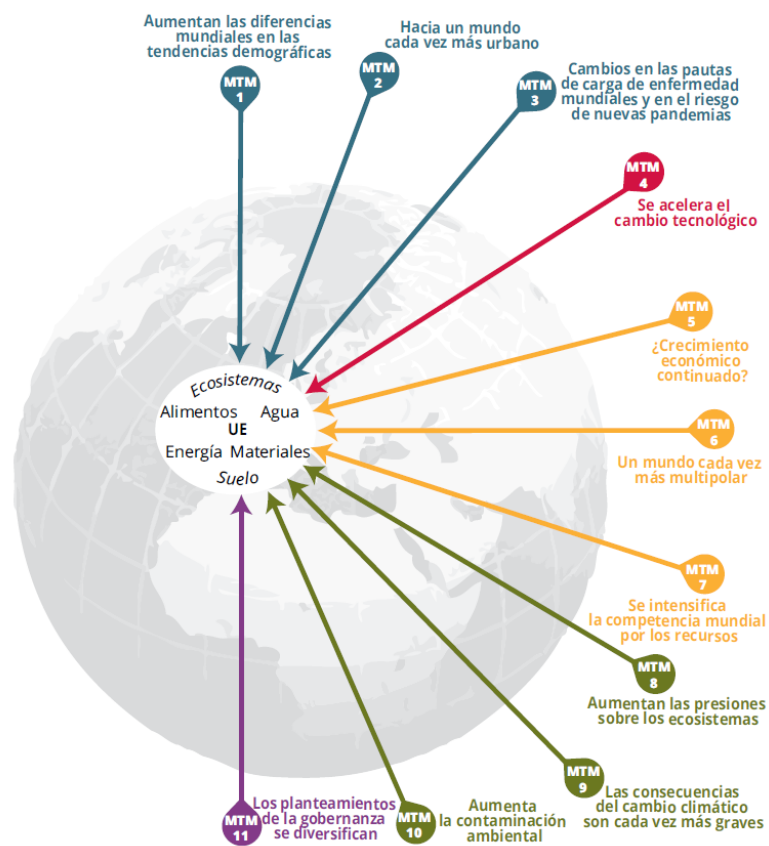 Aumentan las diferencias
mundiales en las
tendencias demográficas
MTM
1
Hacia un mundo
cada vez más urbano
MTM
2
Cambios en las pautas
de carga de enfermedad
mundiales y en el riesgo
de nuevas pandemias
MTM
3
MTM
4
Se acelera el
cambio tecnológico
MTM
5
¿Crecimiento
económico
continuado?
MTM
6
Un mundo cada vez
más multipolar
MTM
7
Se intensifica
la competencia mundial
por los recursos
MTM
8
Aumentan las presiones
sobre los ecosistemas
MTM
9
Las consecuencias
del cambio climático
son cada vez más graves
MTM
10
Aumenta
la contaminación
ambiental
MTM
11
Los planteamientos
de la gobernanza
se diversifican
Ecosistemas
Alimentos Agua
UE
Energía Materiales
Suelo